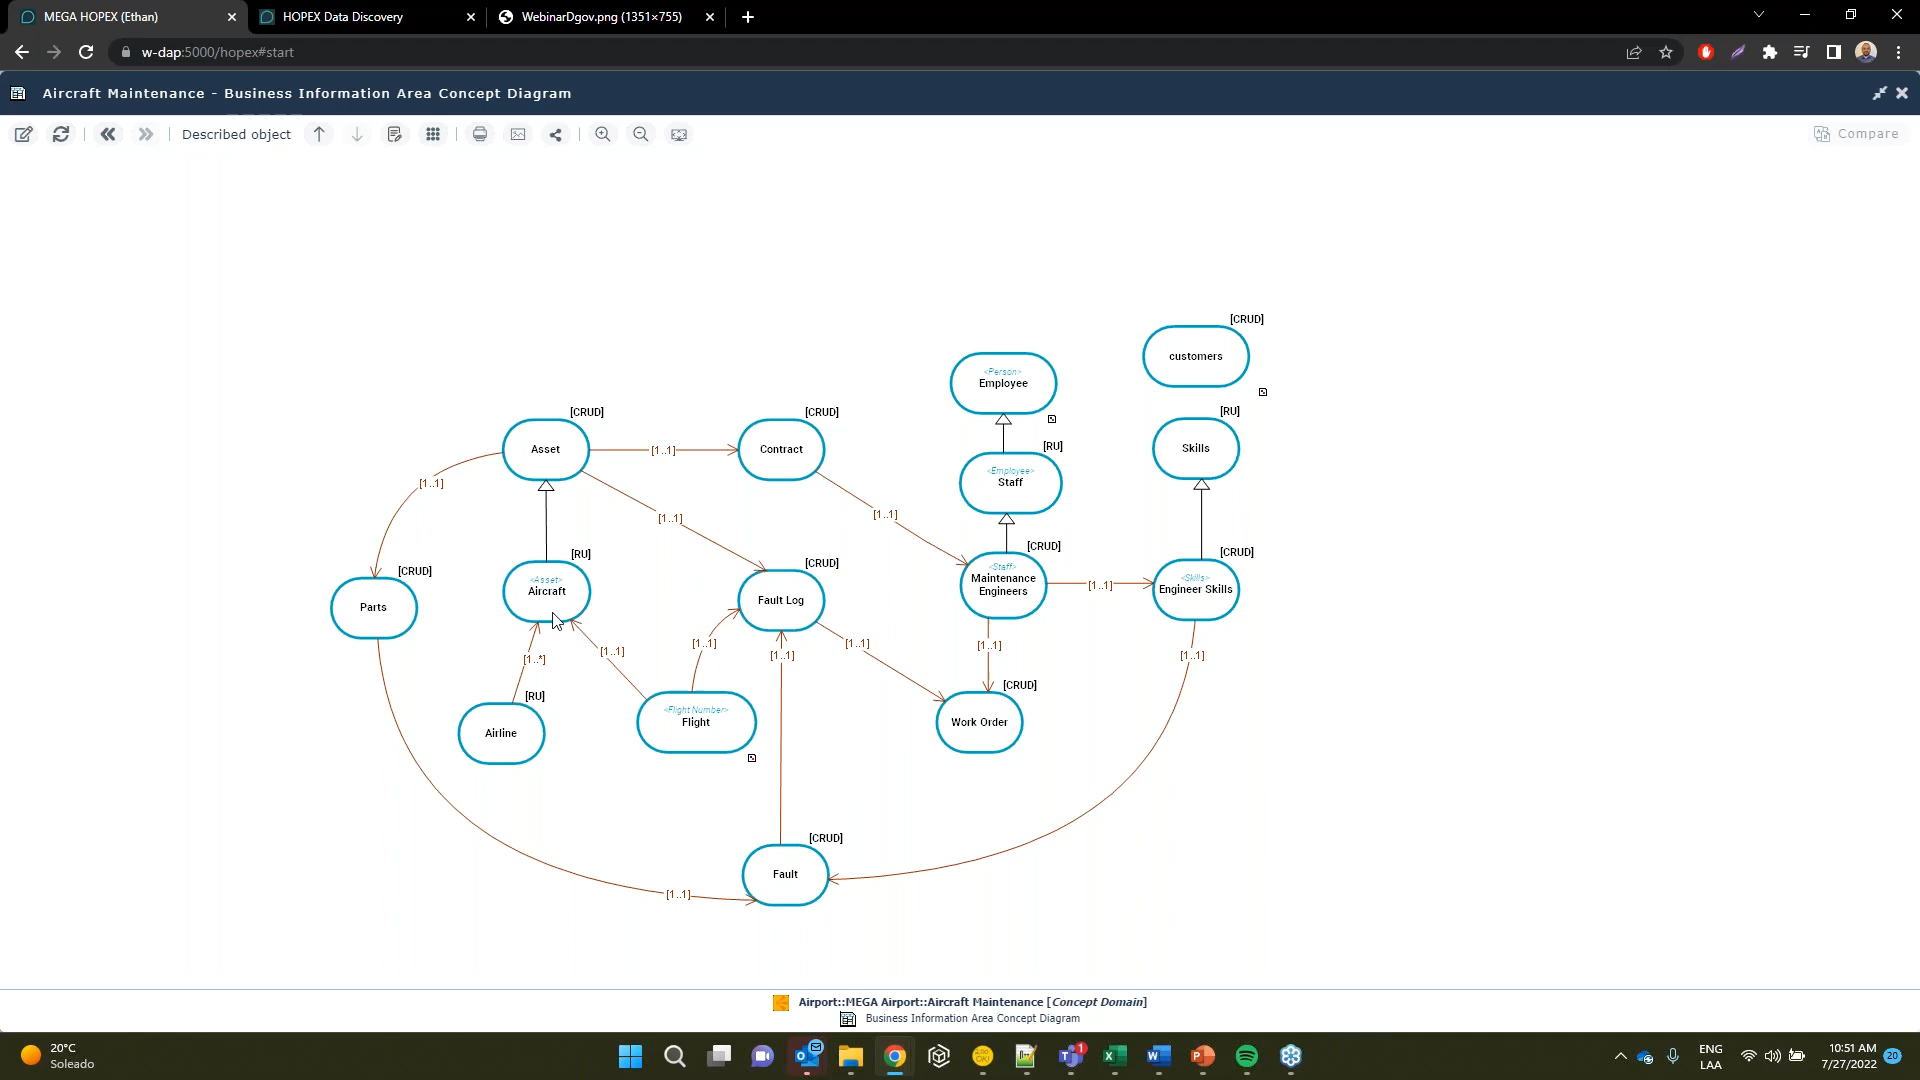 MEGA HOPEX (Ethan)
HOPEX Data Discovery
WebinarDgov.png (1351×755)
w-dap:5000/hopex#start
Aircraft Maintenance - Business Information Area Concept Diagram
Described object
Compare
[CRUD]
customers
<Person>
Employee
[CRUD]
Asset
[CRUD]
Contract
[RU]
Skills
[RU]
<Employee>
Staff
[1..1]
[1..1]
[1..1]
[1..1]
[CRUD]
Parts
[RU]
<Asset>
Aircraft
[CRUD]
Fault Log
[CRUD]
<Staff>
Maintenance
Engineers
[1..1]
[CRUD]
<Skills>
Engineer Skills
[1..*]
[1..1]
[1..1]
[1..1]
[1..1]
[1..1]
[1..1]
[RU]
Airline
<Flight Number>
Flight
[CRUD]
Work Order
[CRUD]
Fault
[1..1]
Airport::MEGA Airport::Aircraft Maintenance [Concept Domain]
Business Information Area Concept Diagram
20°C
Soleado
1
ENG
LAA
10:51 AM
7/27/2022
20